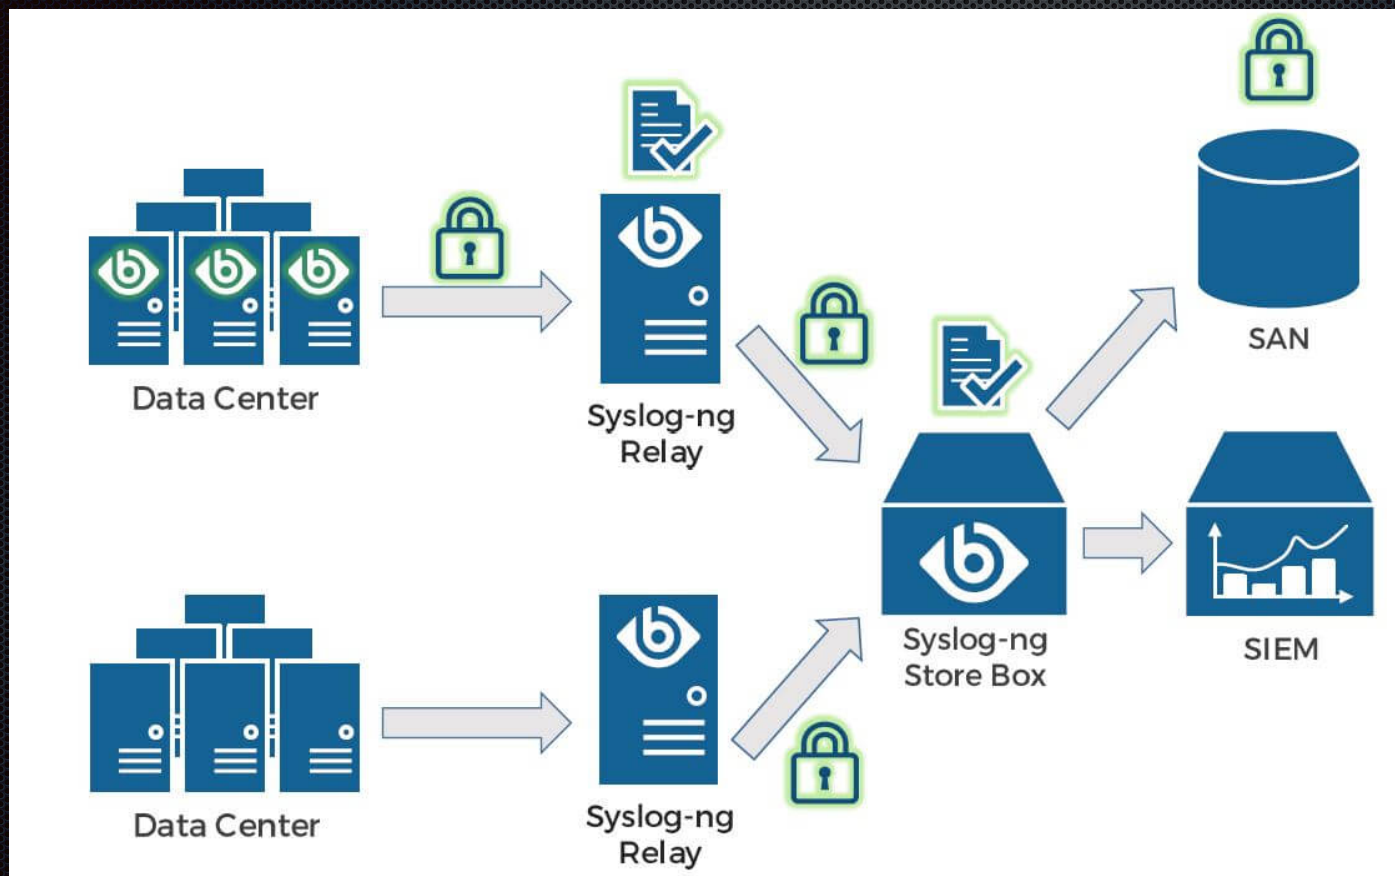 SAN
Data Center
Syslog-ng
Relay
Syslog-ng
Store Box
SIEM
Data Center
Syslog-ng
Relay